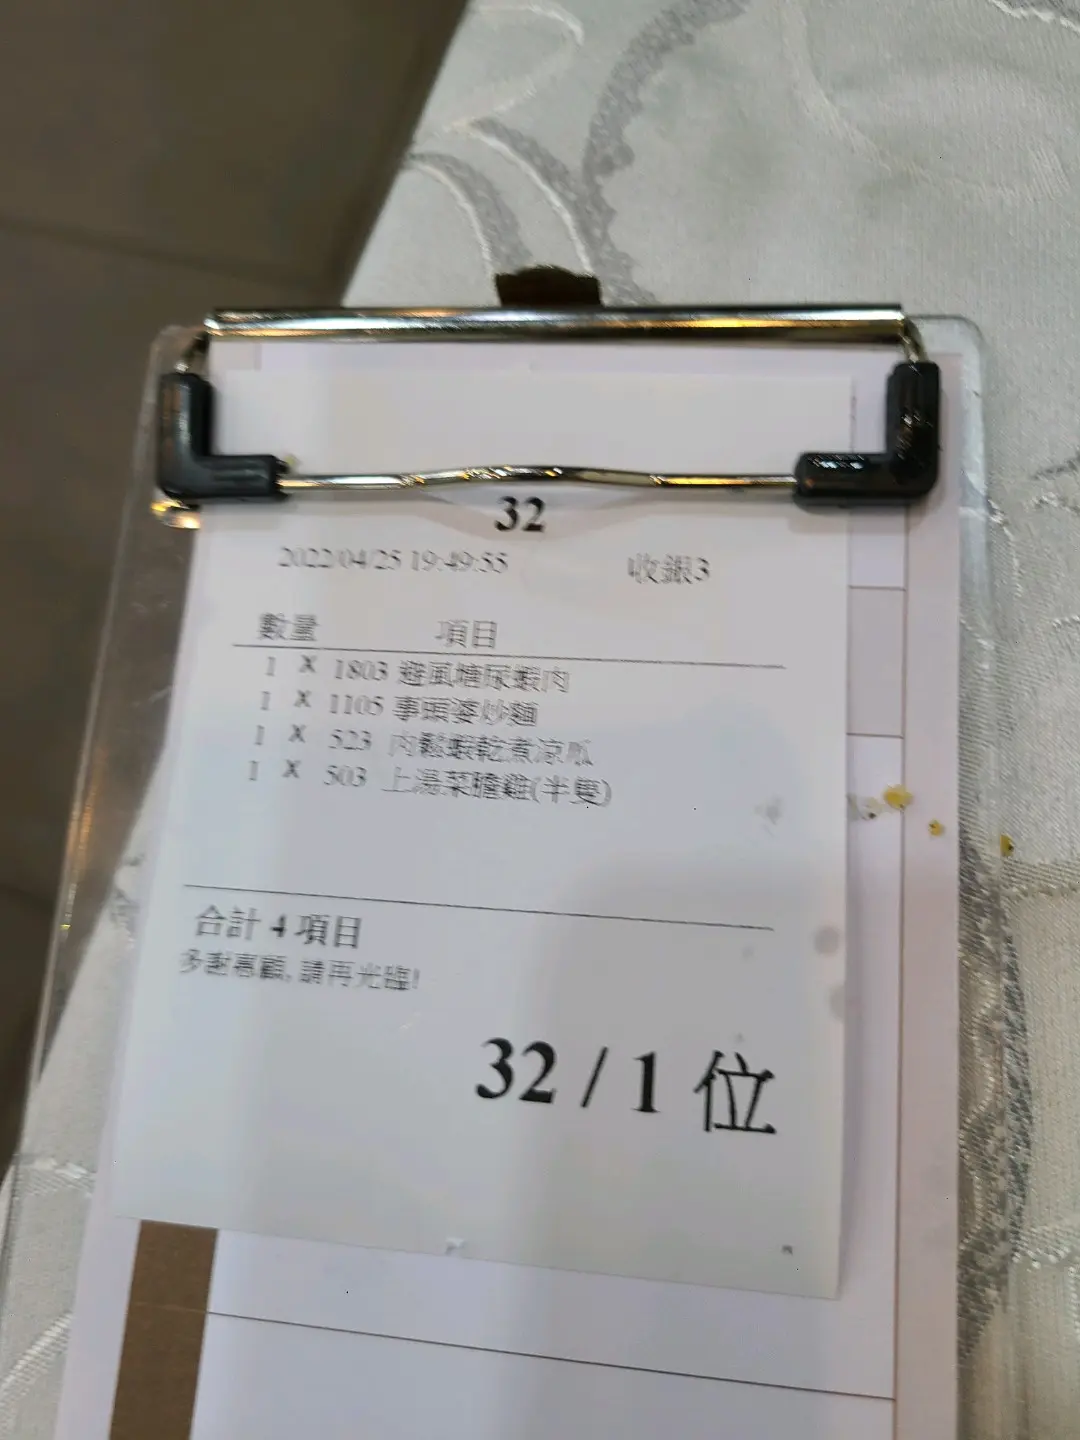 32
2022/04/25 19:49:55 收銀3
數量 項目
1 X 1803 避風塘尿蝦肉
1 X 1105 事頭婆炒麵
1 X 523 肉鬆蝦乾煮涼瓜
1 X 503 上湯菜膽雞(半隻)
合計 4 項目
多謝惠顧, 請再光臨!
32 / 1 位